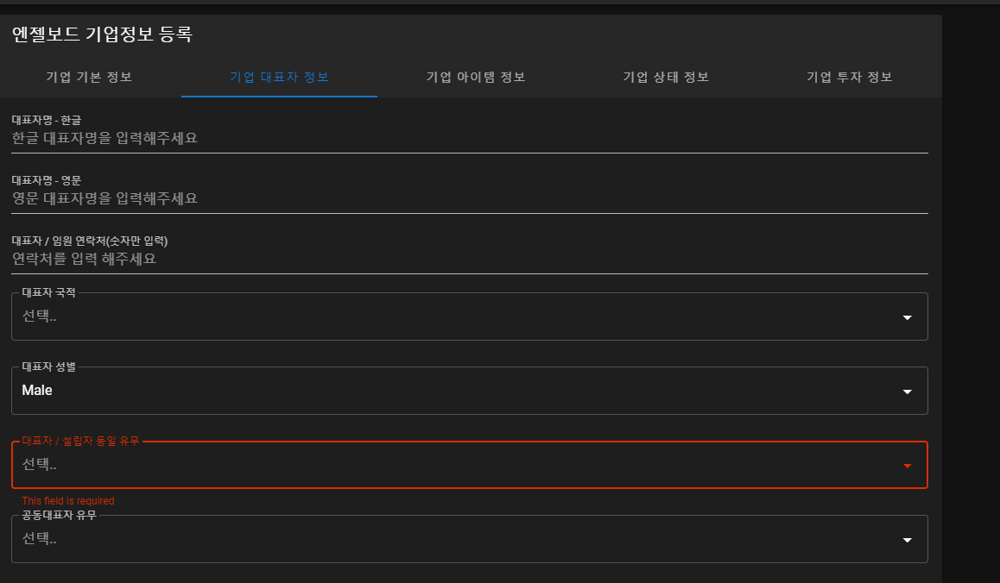 엔젤보드 기업정보 등록
기업 기본 정보
기업 대표자 정보
기업 아이템 정보
기업 상태 정보
기업 투자 정보
대표자명 - 한글
한글 대표자명을 입력해주세요
대표자명 - 영문
영문 대표자명을 입력해주세요
대표자 / 임원 연락처(숫자만 입력)
연락처를 입력 해주세요
대표자 국적
선택..
대표자 성별
Male
대표자 / 설립자 동일 유무
선택..
This field is required
공동대표자 유무
선택..